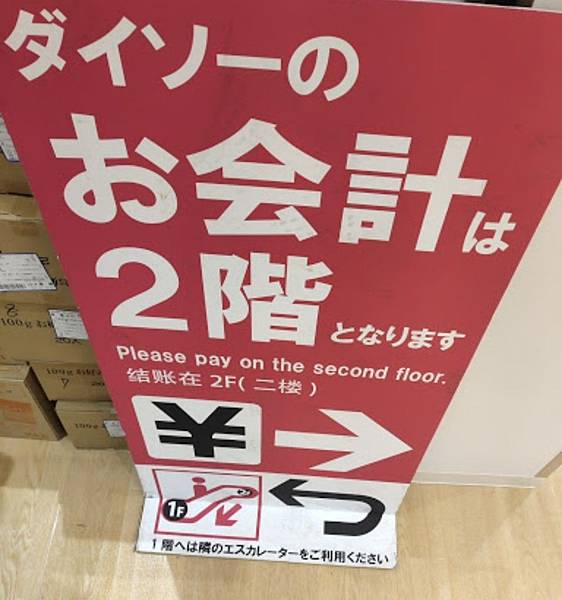 ダイソーの
お会計は
2階となります
Please pay on the second floor.
结账在 2F(二楼)
¥
1F
1階へは隣のエスカレーターをご利用ください